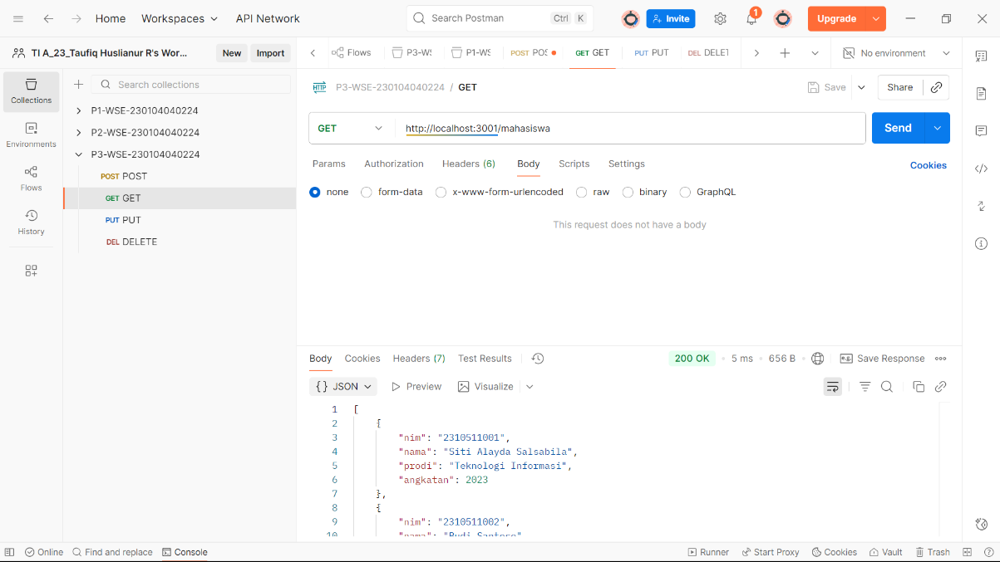 Home Workspaces API Network Search Postman Ctrl K Invite 1 Upgrade
TI A_23_Taufiq Huslianur R's Wor... New Import Flows P3-WS P1-WS POST POS GET GET PUT PUT DEL DELET No environment
Collections
Environments
Flows
History
Search collections
P1-WSE-230104040224
P2-WSE-230104040224
P3-WSE-230104040224
POST POST
GET GET
PUT PUT
DEL DELETE
HTTP P3-WSE-230104040224 / GET Save Share
GET http://localhost:3001/mahasiswa Send
Params Authorization Headers (6) Body Scripts Settings Cookies
none form-data x-www-form-urlencoded raw binary GraphQL
This request does not have a body
Body Cookies Headers (7) Test Results 200 OK • 5 ms • 656 B • e.g. Save Response
{} JSON Preview Visualize
1 [
2 {
3 "nim": "2310511001",
4 "nama": "Siti Alayda Salsabila",
5 "prodi": "Teknologi Informasi",
6 "angkatan": 2023
7 },
8 {
9 "nim": "2310511002",
10 "nama": "Budi Santoso"
Online Find and replace Console Runner Start Proxy Cookies Vault Trash